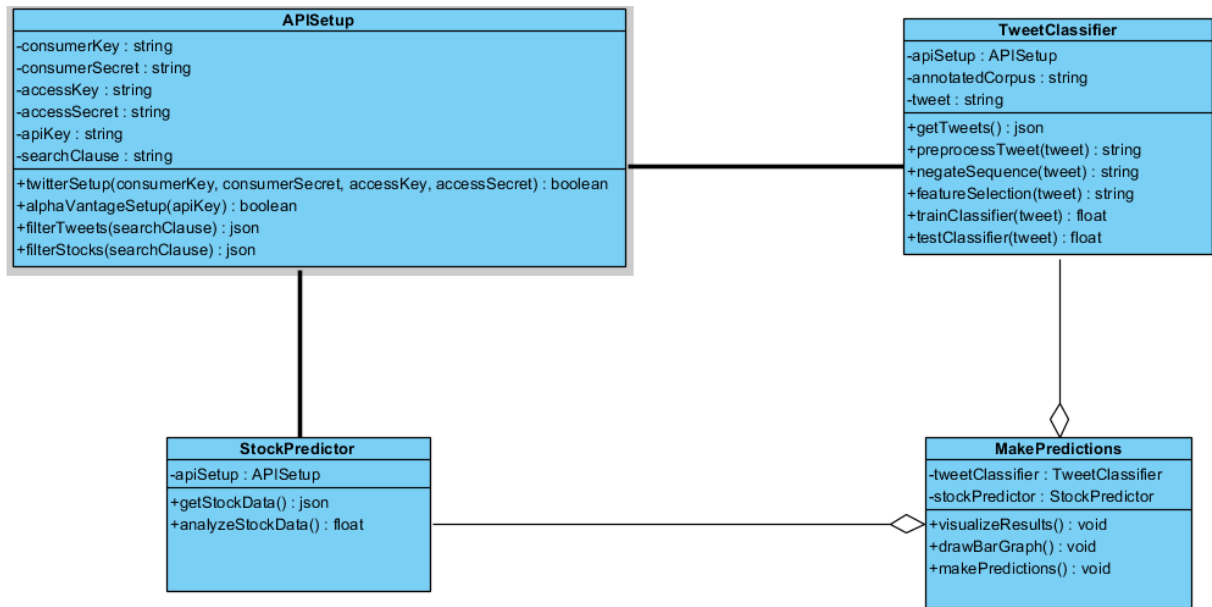 APISetup
-consumerKey : string
-consumerSecret : string
-accessKey : string
-accessSecret : string
-apiKey : string
-searchClause : string
+twitterSetup(consumerKey, consumerSecret, accessKey, accessSecret) : boolean
+alphaVantageSetup(apiKey) : boolean
+filterTweets(searchClause) : json
+filterStocks(searchClause) : json
TweetClassifier
-apiSetup : APISetup
-annotatedCorpus : string
-tweet : string
+getTweets() : json
+preprocessTweet(tweet) : string
+negateSequence(tweet) : string
+featureSelection(tweet) : string
+trainClassifier(tweet) : float
+testClassifier(tweet) : float
StockPredictor
-apiSetup : APISetup
+getStockData() : json
+analyzeStockData() : float
MakePredictions
-tweetClassifier : TweetClassifier
-stockPredictor : StockPredictor
+visualizeResults() : void
+drawBarGraph() : void
+makePredictions() : void